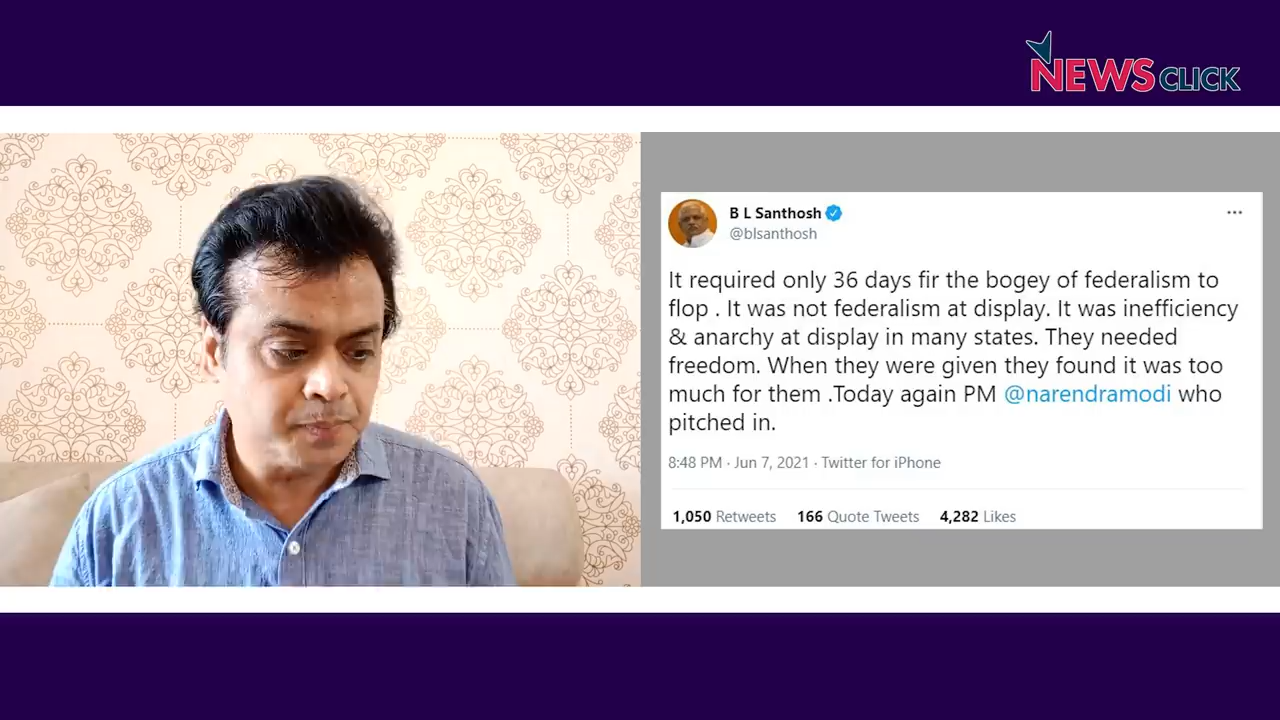 NEWSCLICK
B L Santhosh
@blsanthosh
It required only 36 days fir the bogey of federalism to
flop . It was not federalism at display. It was inefficiency
& anarchy at display in many states. They needed
freedom. When they were given they found it was too
much for them .Today again PM @narendramodi who
pitched in.
8:48 PM · Jun 7, 2021 · Twitter for iPhone
1,050 Retweets 166 Quote Tweets 4,282 Likes